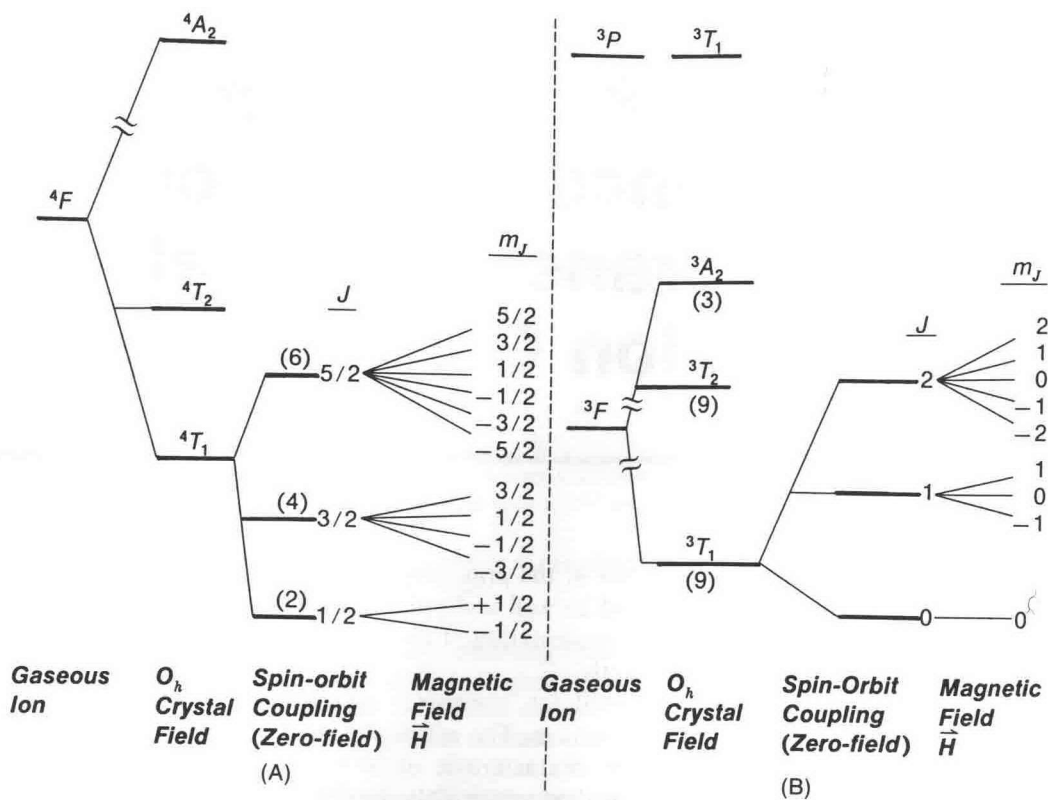 ⁴A₂
⁴F
⁴T₂
⁴T₁
J
(6) 5/2
(4) 3/2
(2) 1/2
m_J
5/2
3/2
1/2
−1/2
−3/2
−5/2
3/2
1/2
−1/2
−3/2
+1/2
−1/2
Gaseous Ion
O_h Crystal Field
Spin-orbit Coupling (Zero-field)
Magnetic Field H⃗
(A)
³P
³T₁
³F
³A₂
(3)
³T₂
(9)
³T₁
(9)
J
2
1
0
m_J
2
1
0
−1
−2
1
0
−1
0
Gaseous Ion
O_h Crystal Field
Spin-Orbit Coupling (Zero-field)
Magnetic Field H⃗
(B)